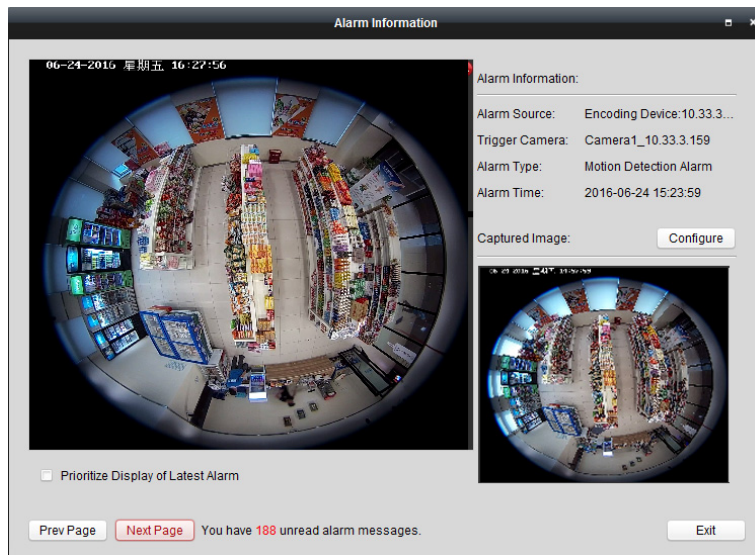 Alarm Information
06-24-2016 星期五 16:27:56
Alarm Information:
Alarm Source: Encoding Device:10.33.3...
Trigger Camera: Camera1_10.33.3.159
Alarm Type: Motion Detection Alarm
Alarm Time: 2016-06-24 15:23:59
Captured Image: Configure
Prioritize Display of Latest Alarm
Prev Page Next Page You have 188 unread alarm messages. Exit